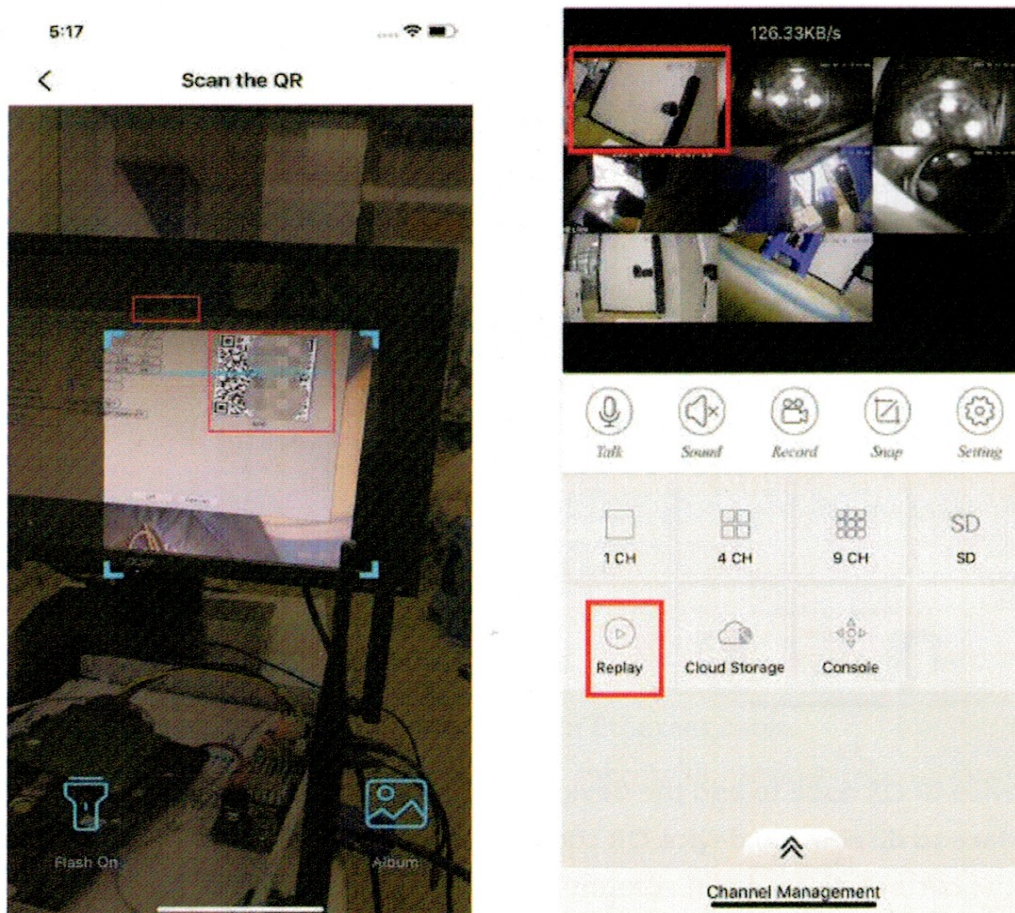 5:17
Scan the QR
Flash On
Album
126.33KB/s
Talk
Sound
Record
Snap
Setting
1 CH
4 CH
9 CH
SD
SD
Replay
Cloud Storage
Console
Channel Management